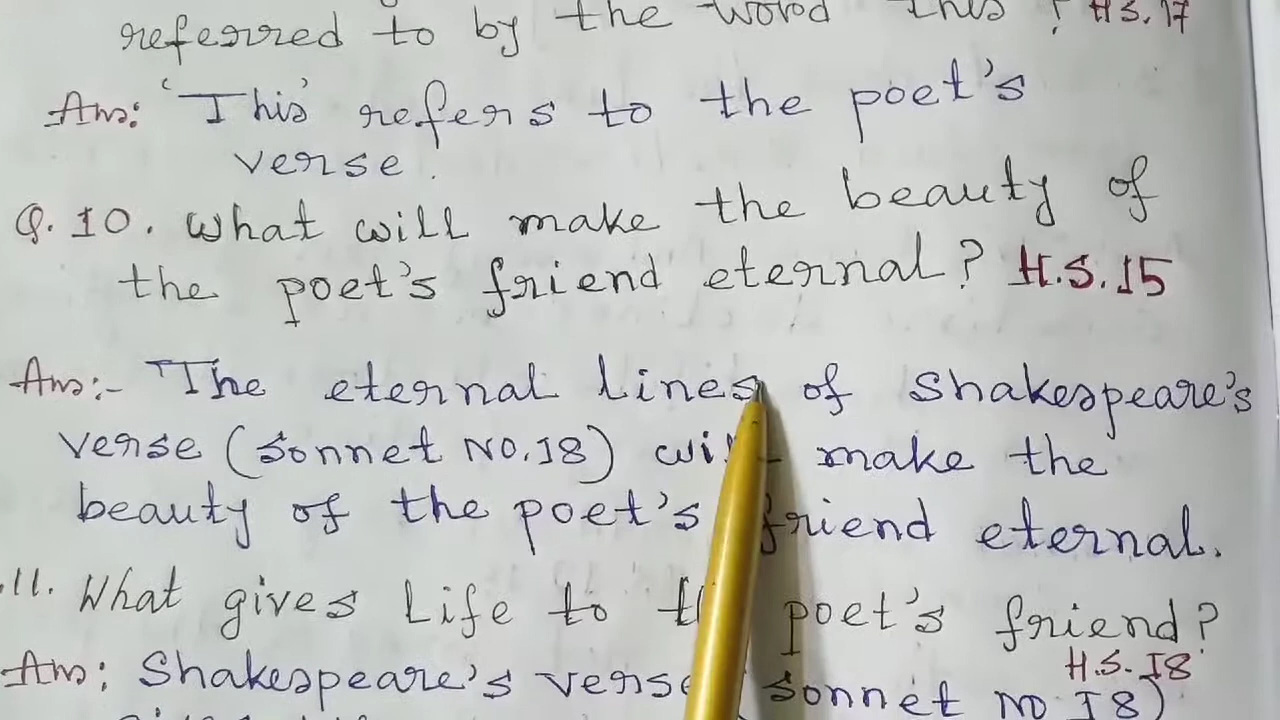 referred to by the word this? H.S.17
Ans: 'This' refers to the poet's
verse.
Q.10. What will make the beauty of
the poet's friend eternal? H.S.15
Ans:- The eternal lines of Shakespeare's
verse (Sonnet No.18) will make the
beauty of the poet's friend eternal.
.11. What gives Life to the poet's friend?
H.S.18
Ans: Shakespeare's verse sonnet no 18)